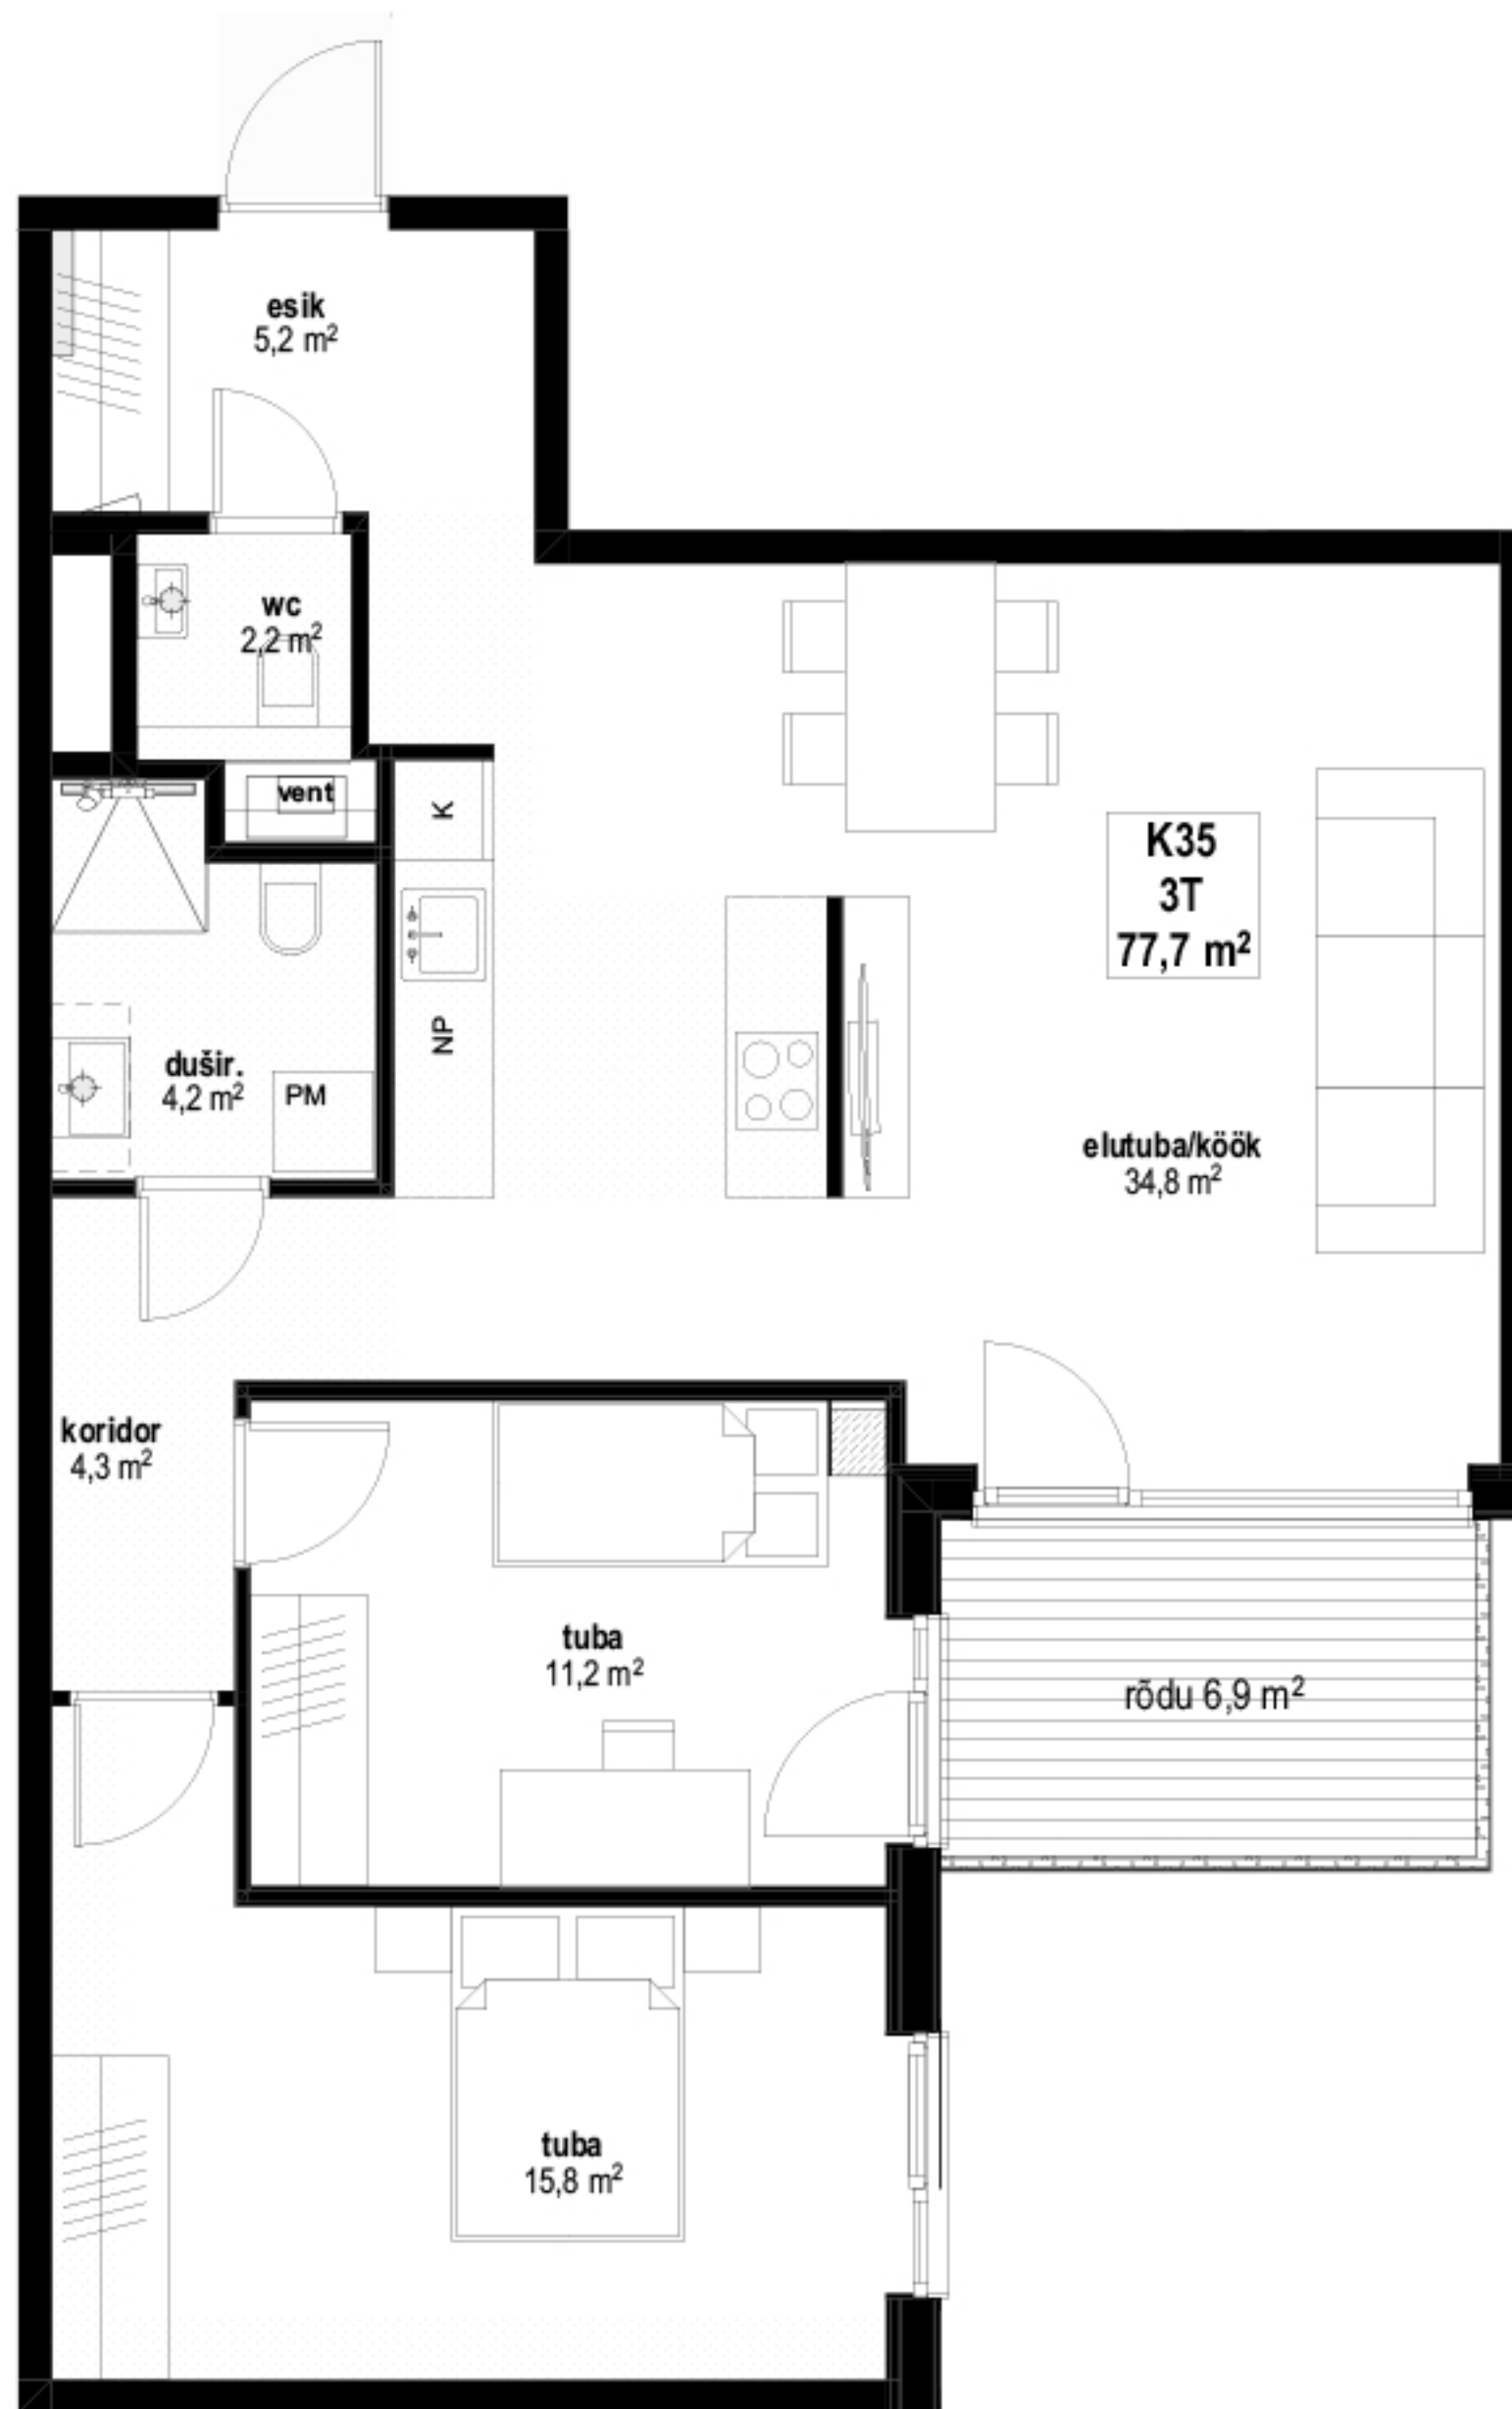 esik
5,2 m²
wc
2,2 m²
vent
K
K35
3T
77,7 m²
NP
dušir.
4,2 m²
PM
elutuba/köök
34,8 m²
koridor
4,3 m²
tuba
11,2 m²
rõdu 6,9 m²
tuba
15,8 m²